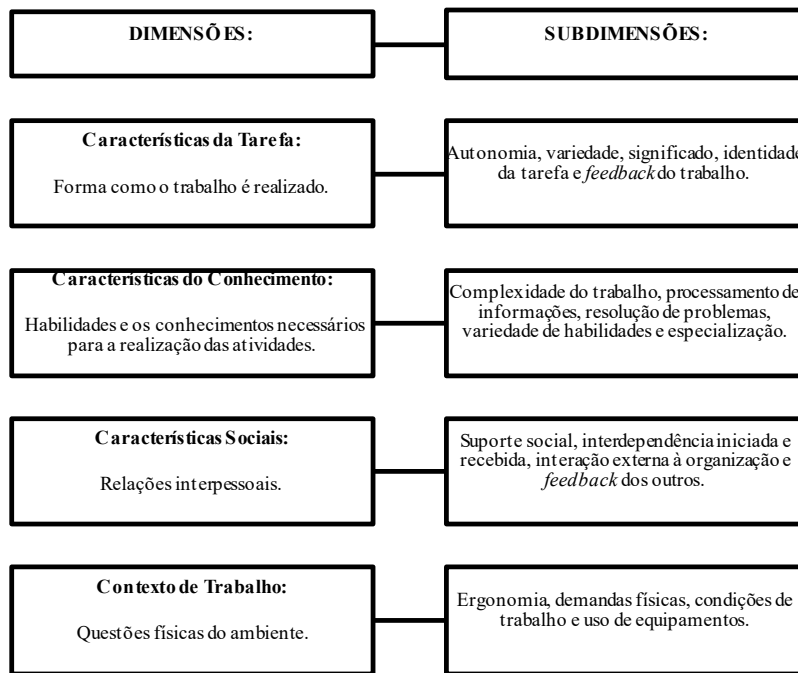 DIMENSÕES:
SUBDIMENSÕES:
Características da Tarefa:
Forma como o trabalho é realizado.
Autonomia, variedade, significado, identidade
da tarefa e feedback do trabalho.
Características do Conhecimento:
Habilidades e os conhecimentos necessários
para a realização das atividades.
Complexidade do trabalho, processamento de
informações, resolução de problemas,
variedade de habilidades e especialização.
Características Sociais:
Relações interpessoais.
Suporte social, interdependência iniciada e
recebida, interação externa à organização e
feedback dos outros.
Contexto de Trabalho:
Questões físicas do ambiente.
Ergonomia, demandas físicas, condições de
trabalho e uso de equipamentos.